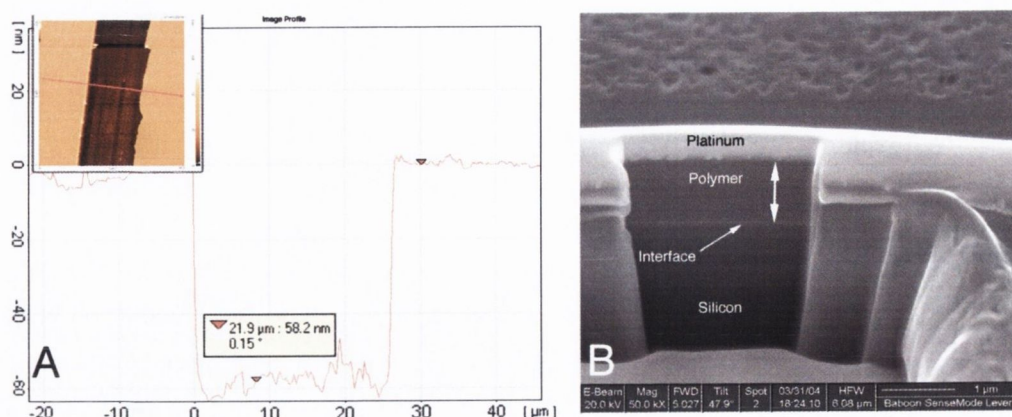 Image Profile
[nm]
20
0
-20
-40
-60
21.9 µm : 58.2 nm
0.15 °
-20 -10 0 10 20 30 40 [µm]
A
Platinum
Polymer
Interface
Silicon
B
E-Beam Mag FWD Tilt Spot 03/31/04 HFW 1 µm
20.0 kV 50.0 kX 5.027 47.9° 2 18:24:10 6.08 µm Baboon SenseMode Lever